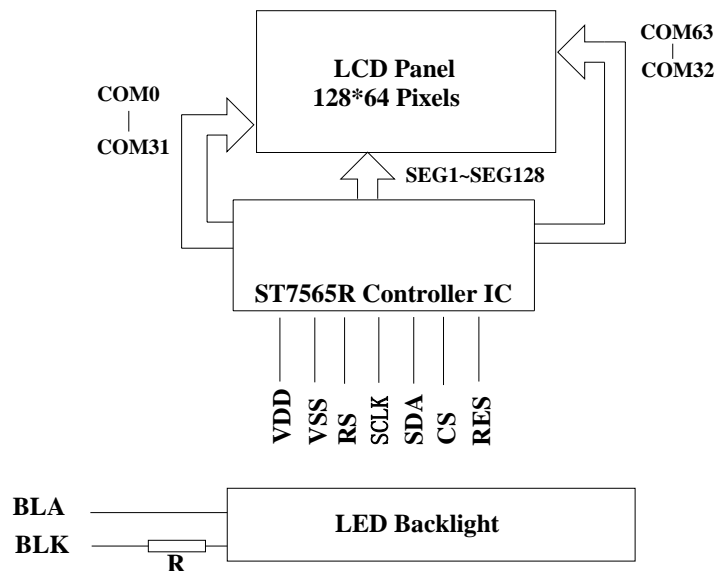 COM63
COM32
LCD Panel
128*64 Pixels
COM0
COM31
SEG1~SEG128
ST7565R Controller IC
VDD
VSS
RS
SCLK
SDA
CS
RES
BLA
LED Backlight
BLK
R